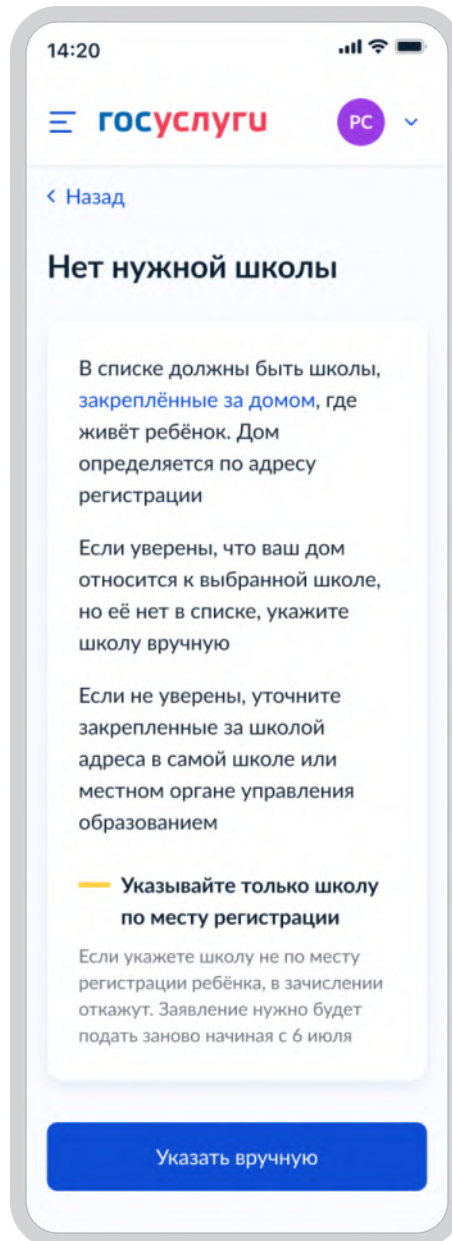 14:20
госуслуги
РС
Назад
Нет нужной школы
В списке должны быть школы,
закреплённые за домом, где
живёт ребёнок. Дом
определяется по адресу
регистрации
Если уверены, что ваш дом
относится к выбранной школе,
но её нет в списке, укажите
школу вручную
Если не уверены, уточните
закрепленные за школой
адреса в самой школе или
местном органе управления
образованием
Указывайте только школу
по месту регистрации
Если укажете школу не по месту
регистрации ребёнка, в зачислении
откажут. Заявление нужно будет
подать заново начиная с 6 июля
Указать вручную